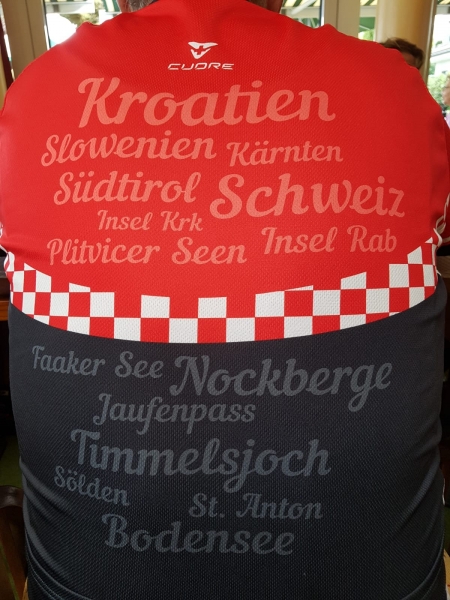 CUORE
Kroatien
Slowenien Kärnten
Südtirol Schweiz
Insel Krk
Plitvicer Seen Insel Rab
Faaker See Nockberge
Jaufenpass
Timmelsjoch
Sölden
St. Anton
Bodensee